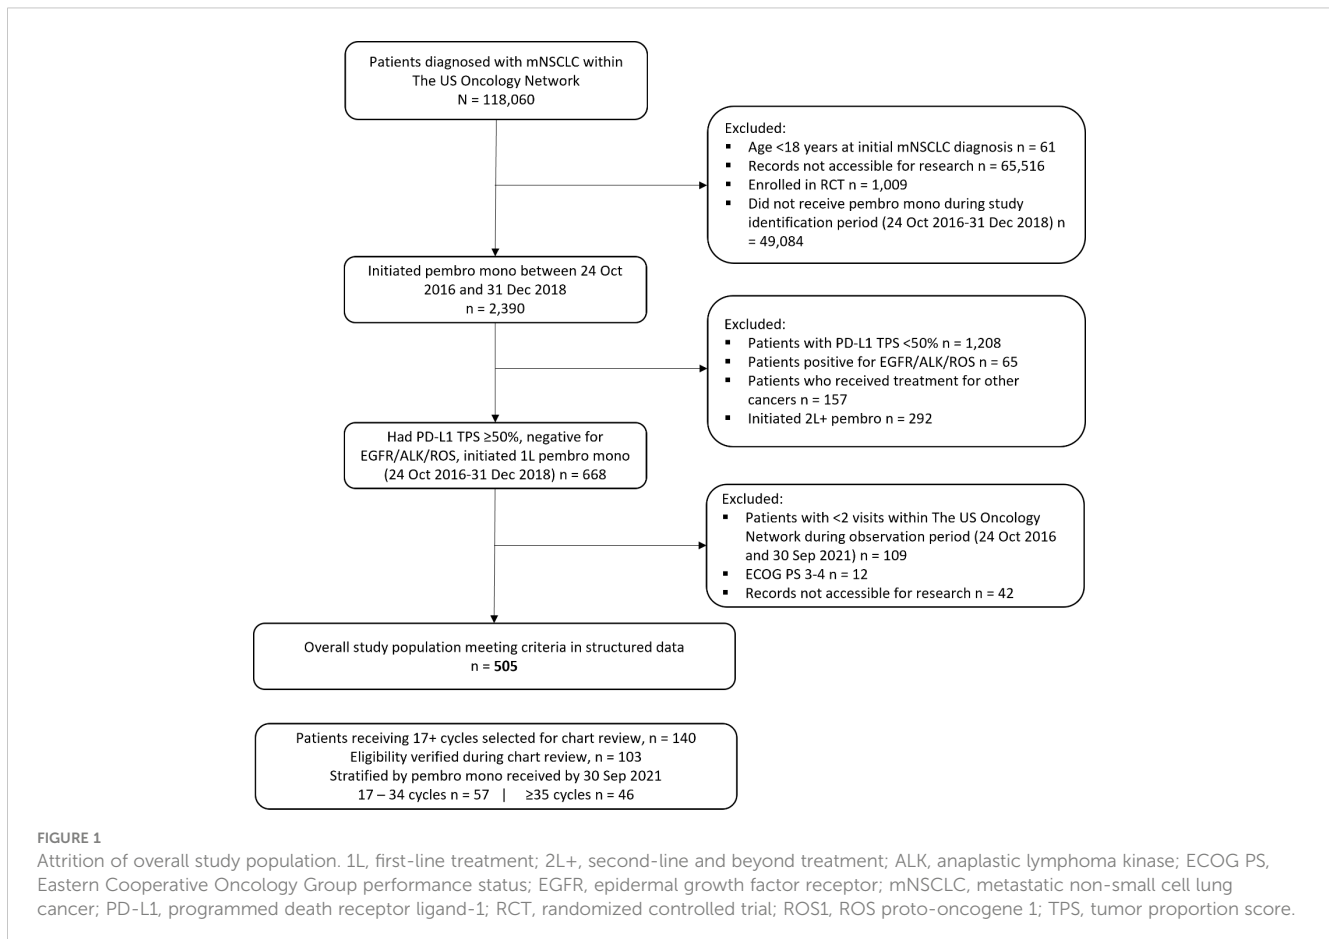 Patients diagnosed with mNSCLC within
The US Oncology Network
N = 118,060
Excluded:
▪ Age <18 years at initial mNSCLC diagnosis n = 61
▪ Records not accessible for research n = 65,516
▪ Enrolled in RCT n = 1,009
▪ Did not receive pembro mono during study
identification period (24 Oct 2016-31 Dec 2018) n
= 49,084
Initiated pembro mono between 24 Oct
2016 and 31 Dec 2018
n = 2,390
Excluded:
▪ Patients with PD-L1 TPS <50% n = 1,208
▪ Patients positive for EGFR/ALK/ROS n = 65
▪ Patients who received treatment for other
cancers n = 157
▪ Initiated 2L+ pembro n = 292
Had PD-L1 TPS ≥50%, negative for
EGFR/ALK/ROS, initiated 1L pembro mono
(24 Oct 2016-31 Dec 2018) n = 668
Excluded:
▪ Patients with <2 visits within The US Oncology
Network during observation period (24 Oct 2016
and 30 Sep 2021) n = 109
▪ ECOG PS 3-4 n = 12
▪ Records not accessible for research n = 42
Overall study population meeting criteria in structured data
n = 505
Patients receiving 17+ cycles selected for chart review, n = 140
Eligibility verified during chart review, n = 103
Stratified by pembro mono received by 30 Sep 2021
17 – 34 cycles n = 57 | ≥35 cycles n = 46
FIGURE 1
Attrition of overall study population. 1L, first-line treatment; 2L+, second-line and beyond treatment; ALK, anaplastic lymphoma kinase; ECOG PS,
Eastern Cooperative Oncology Group performance status; EGFR, epidermal growth factor receptor; mNSCLC, metastatic non-small cell lung
cancer; PD-L1, programmed death receptor ligand-1; RCT, randomized controlled trial; ROS1, ROS proto-oncogene 1; TPS, tumor proportion score.